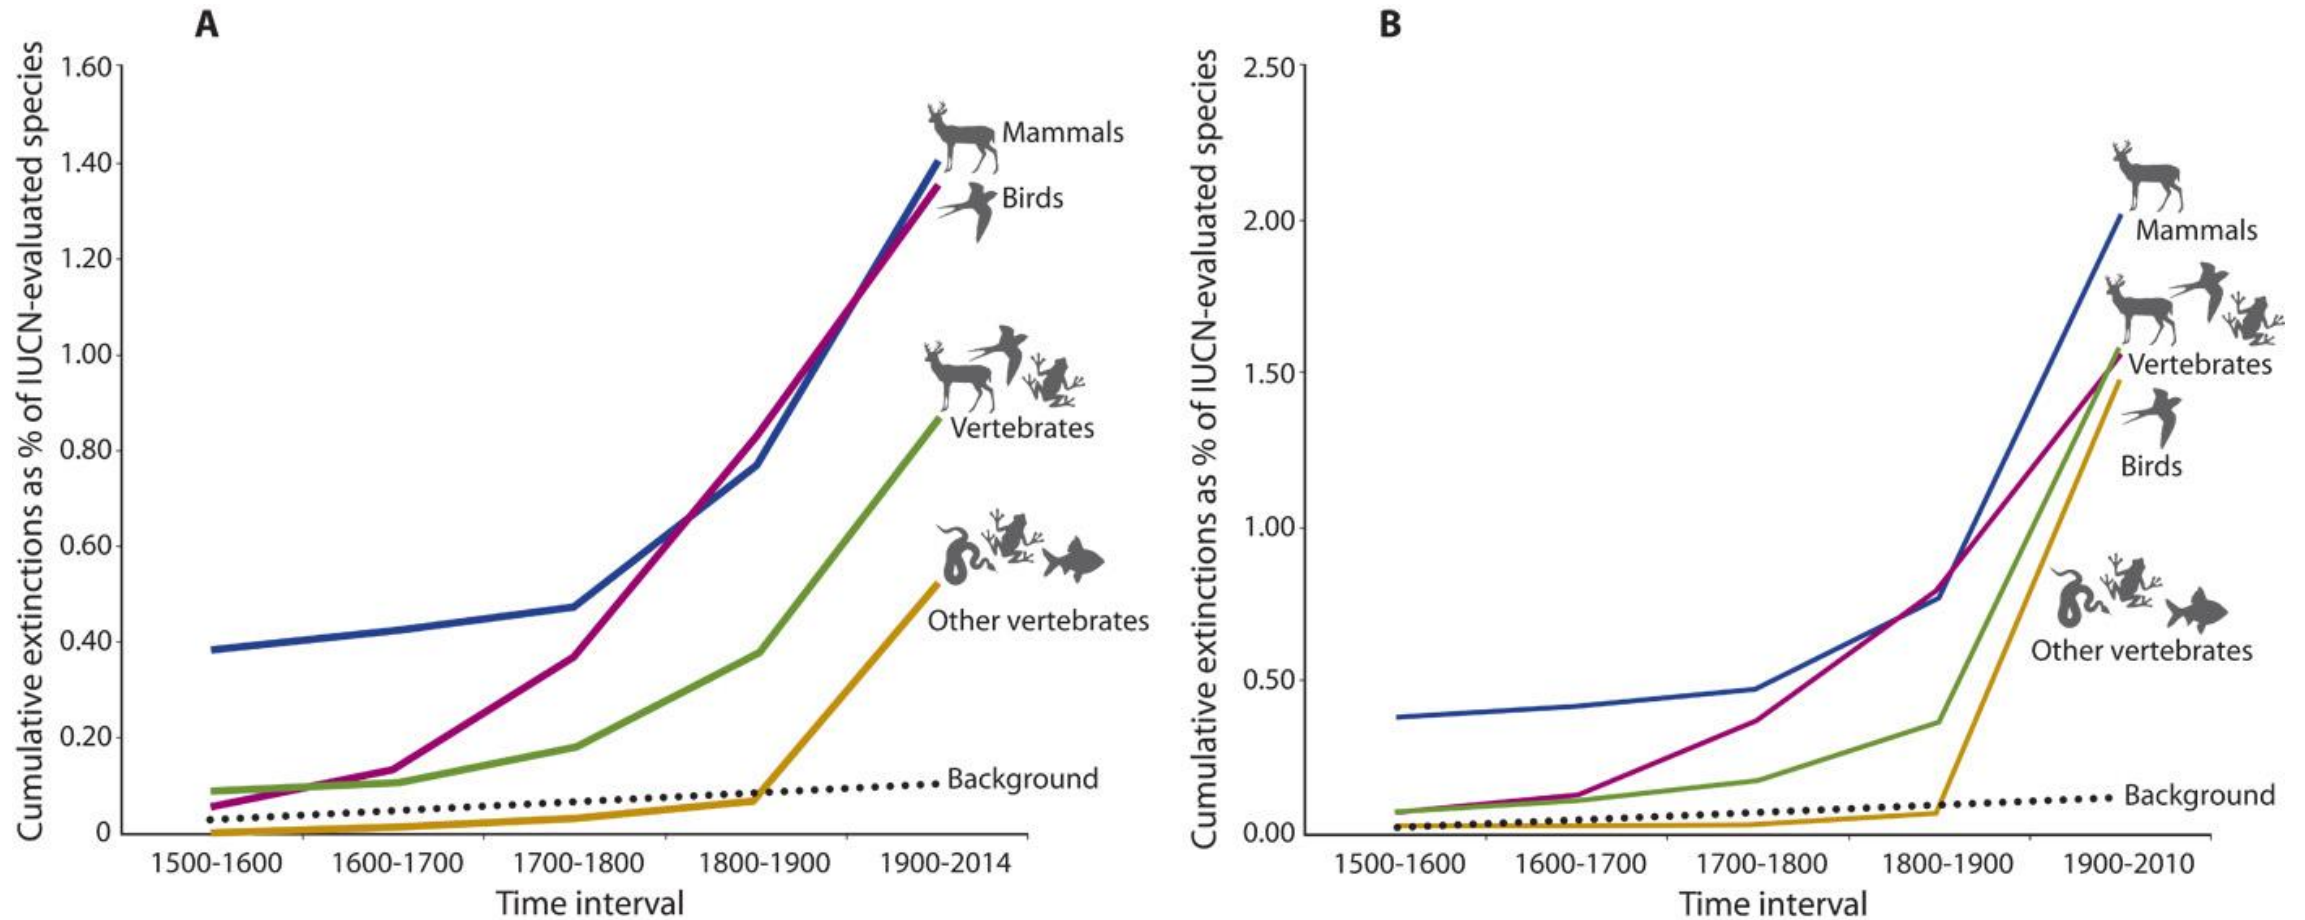 A
Cumulative extinctions as % of IUCN-evaluated species
1.60
1.40
1.20
1.00
0.80
0.60
0.40
0.20
0
Mammals
Birds
Vertebrates
Other vertebrates
Background
1500-1600 1600-1700 1700-1800 1800-1900 1900-2014
Time interval
B
Cumulative extinctions as % of IUCN-evaluated species
2.50
2.00
1.50
1.00
0.50
0.00
Mammals
Vertebrates
Birds
Other vertebrates
Background
1500-1600 1600-1700 1700-1800 1800-1900 1900-2010
Time interval